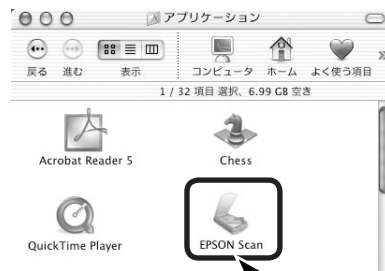 アプリケーション
戻る 進む 表示 コンピュータ ホーム よく使う項目
1 / 32 項目 選択、6.99 GB 空き
Acrobat Reader 5 Chess
QuickTime Player EPSON Scan